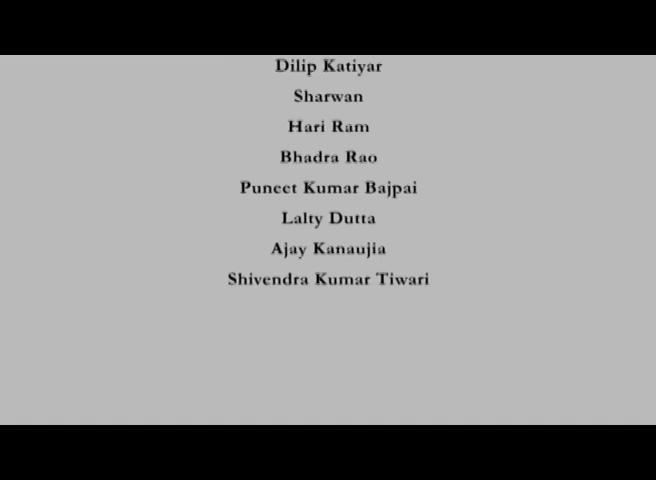 Dilip Katiyar
Sharwan
Hari Ram
Bhadra Rao
Puneet Kumar Bajpai
Lalty Dutta
Ajay Kanaujia
Shivendra Kumar Tiwari